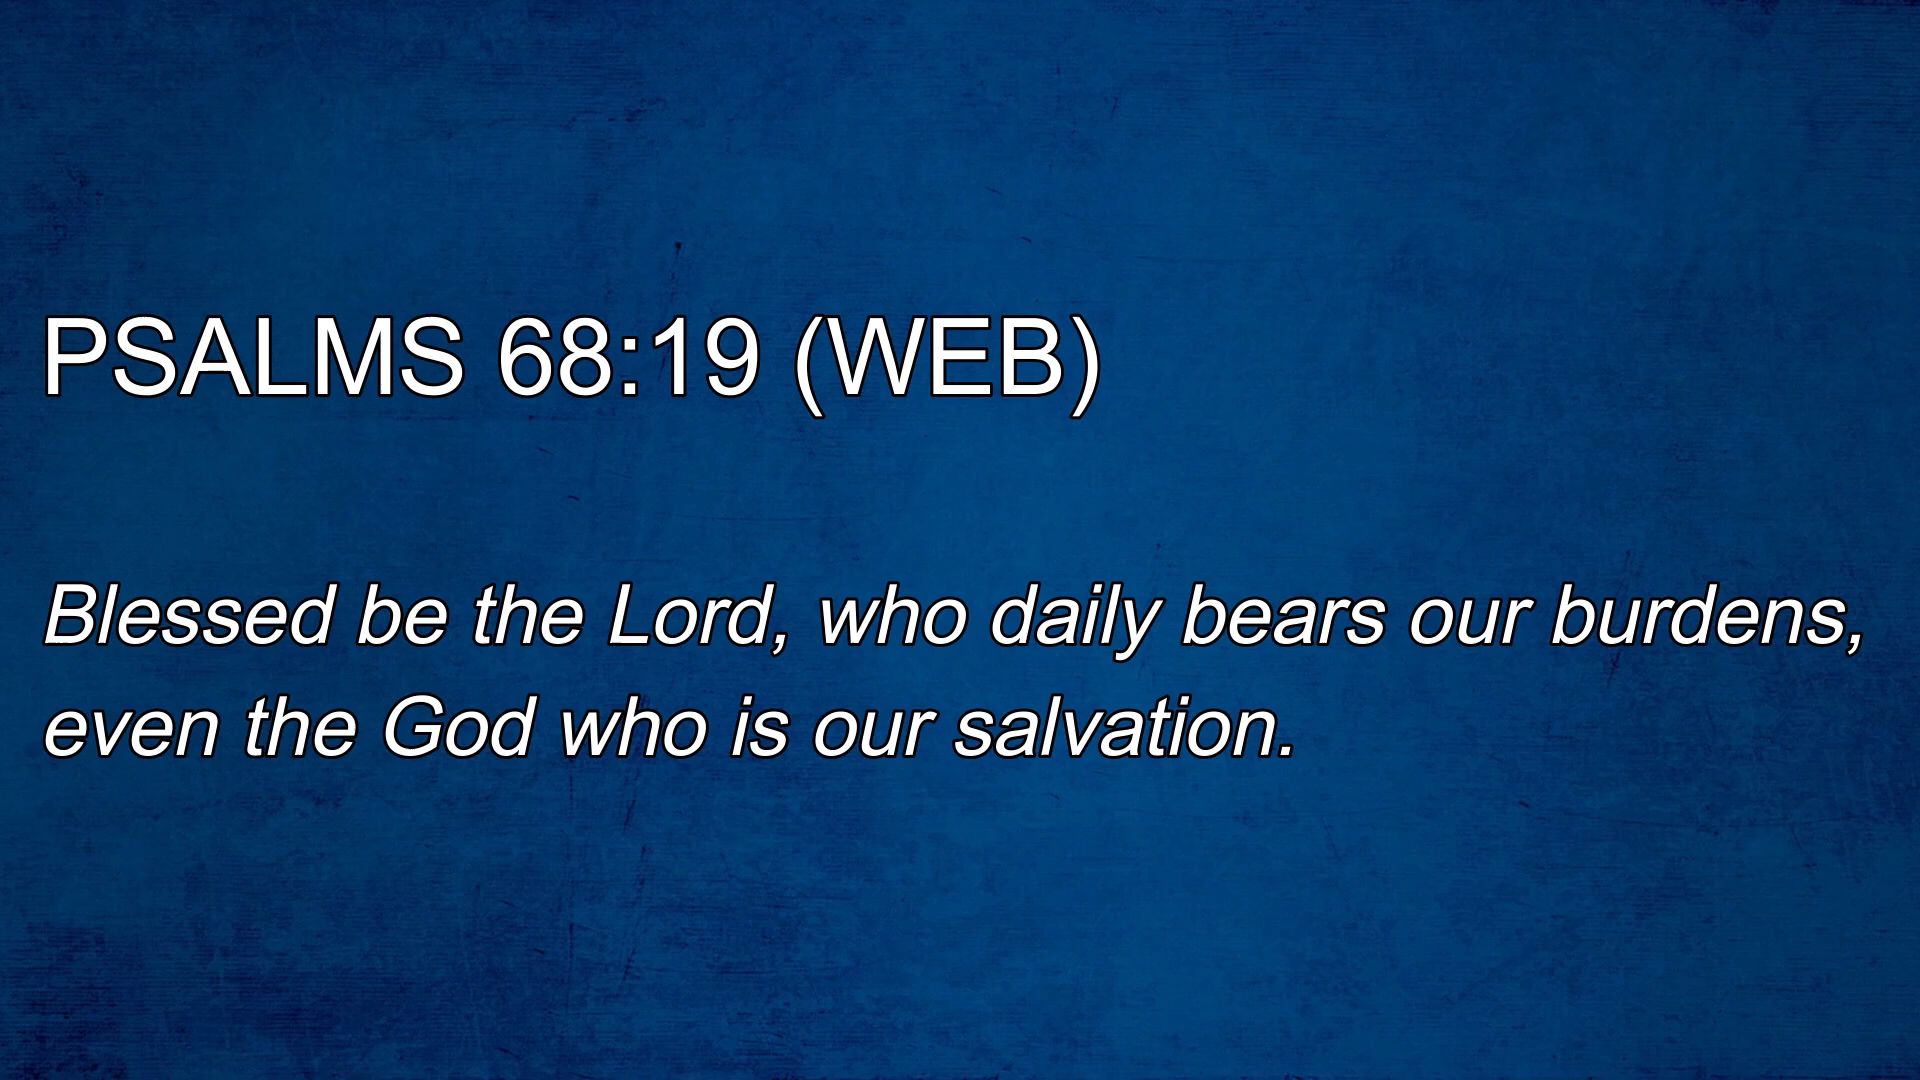 PSALMS 68:19 (WEB)
Blessed be the Lord, who daily bears our burdens,
even the God who is our salvation.